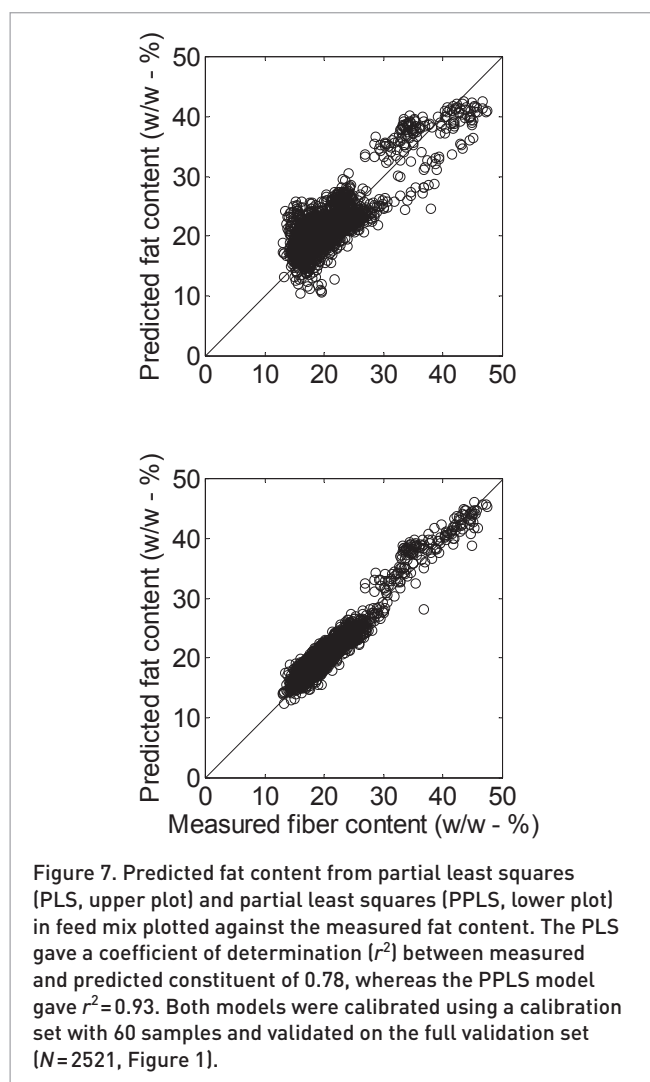 50
40
30
20
10
0
Predicted fat content (w/w - %)
0 10 20 30 40 50
50
40
30
20
10
0
Predicted fat content (w/w - %)
0 10 20 30 40 50
Measured fiber content (w/w - %)
Figure 7. Predicted fat content from partial least squares
(PLS, upper plot) and partial least squares (PPLS, lower plot)
in feed mix plotted against the measured fat content. The PLS
gave a coefficient of determination (r²) between measured
and predicted constituent of 0.78, whereas the PPLS model
gave r²=0.93. Both models were calibrated using a calibration
set with 60 samples and validated on the full validation set
(N=2521, Figure 1).